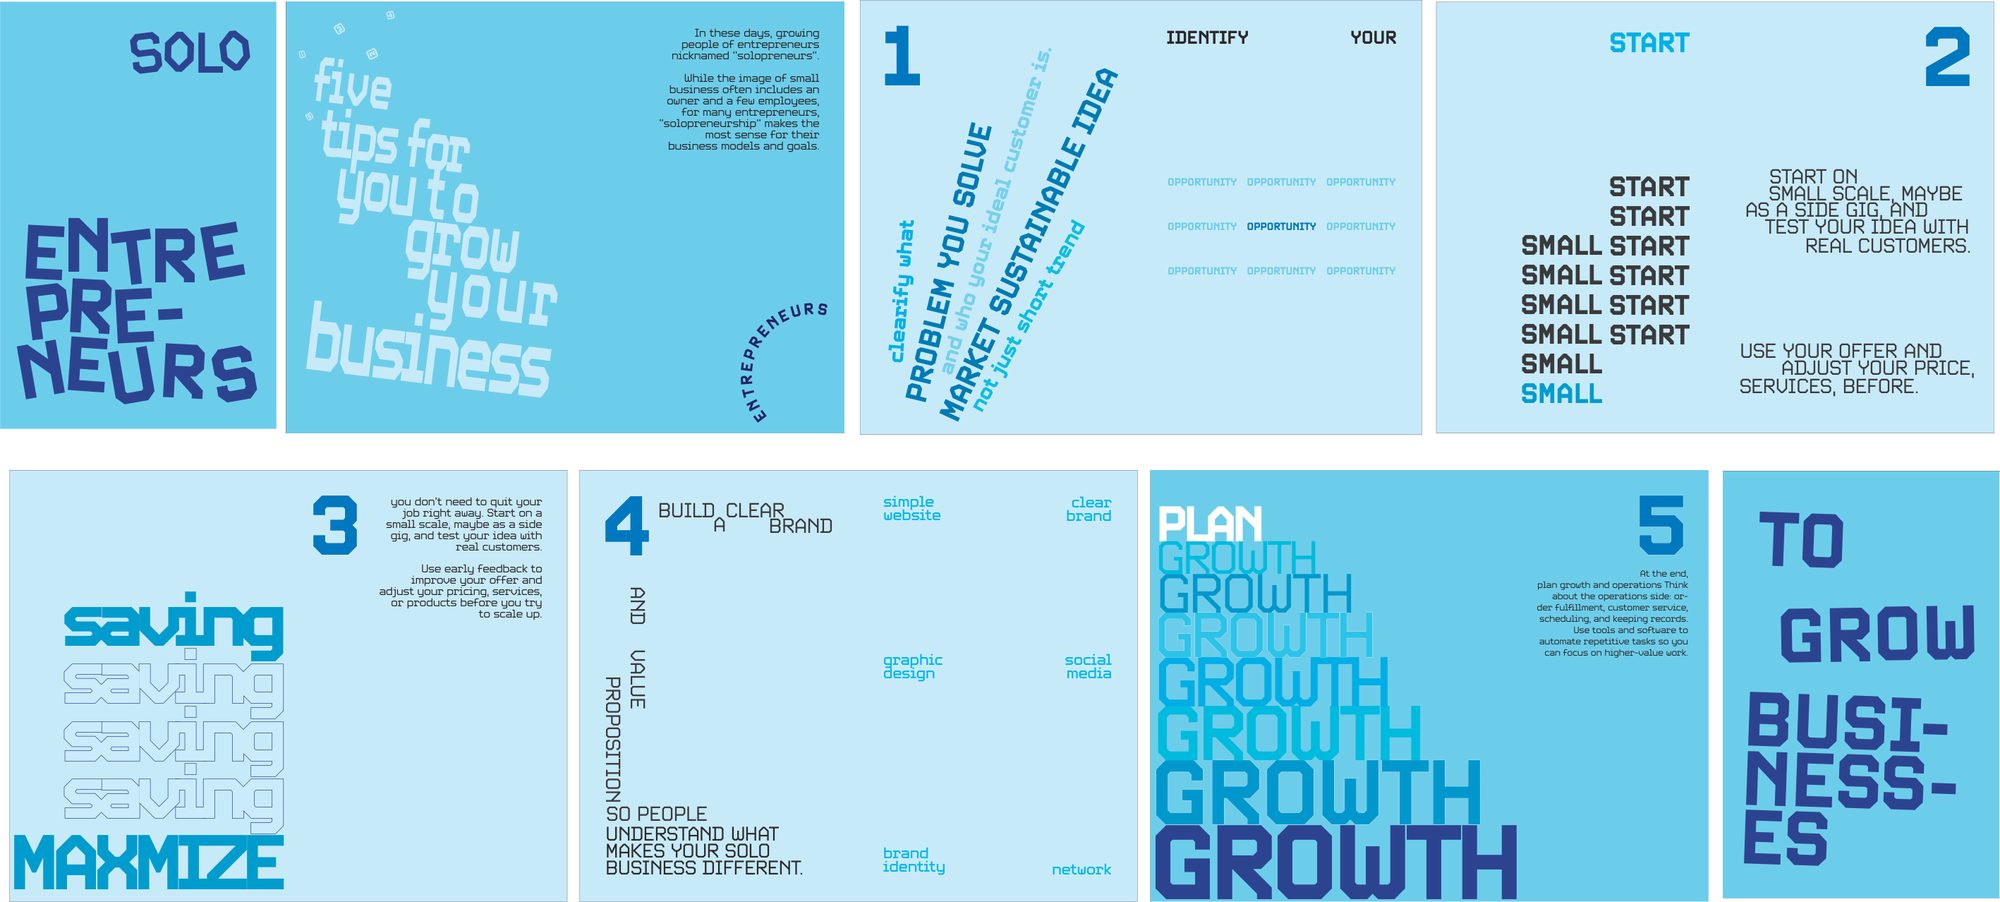 SOLO
ENTRE
PRE-
NEURS
five
tips for
you to
grow
your
business
In these days, growing
people of entrepreneurs
nicknamed "solopreneurs".
While the image of small
business often includes an
owner and a few employees,
for many entrepreneurs,
"solopreneurship" makes the
most sense for their
business models and goals.
ENTREPRENEURS
1
clearify what
PROBLEM YOU SOLVE
and who your ideal customer is.
MARKET SUSTAINABLE IDEA
not just short trend
IDENTIFY YOUR
OPPORTUNITY OPPORTUNITY OPPORTUNITY
OPPORTUNITY OPPORTUNITY OPPORTUNITY
OPPORTUNITY OPPORTUNITY OPPORTUNITY
START
2
START
START
SMALL START
SMALL START
SMALL START
SMALL START
SMALL
SMALL
START ON
SMALL SCALE, MAYBE
AS A SIDE GIG, AND
TEST YOUR IDEA WITH
REAL CUSTOMERS.
USE YOUR OFFER AND
ADJUST YOUR PRICE,
SERVICES, BEFORE.
3
you don't need to quit your
job right away. Start on a
small scale, maybe as a side
gig, and test your idea with
real customers.
Use early feedback to
improve your offer and
adjust your pricing, services,
or products before you try
to scale up.
saving
saving
saving
saving
MAXMIZE
4
BUILD A CLEAR BRAND
AND VALUE
PROPOSITION
SO PEOPLE
UNDERSTAND WHAT
MAKES YOUR SOLO
BUSINESS DIFFERENT.
simple
website
clear
brand
graphic
design
social
media
brand
identity
network
PLAN
GROWTH
GROWTH
GROWTH
GROWTH
GROWTH
GROWTH
GROWTH
5
At the end,
plan growth and operations Think
about the operations side: or-
der fulfillment, customer service,
scheduling, and keeping records.
Use tools and software to
automate repetitive tasks so you
can focus on higher-value work.
TO
GROW
BUSI-
NESS-
ES